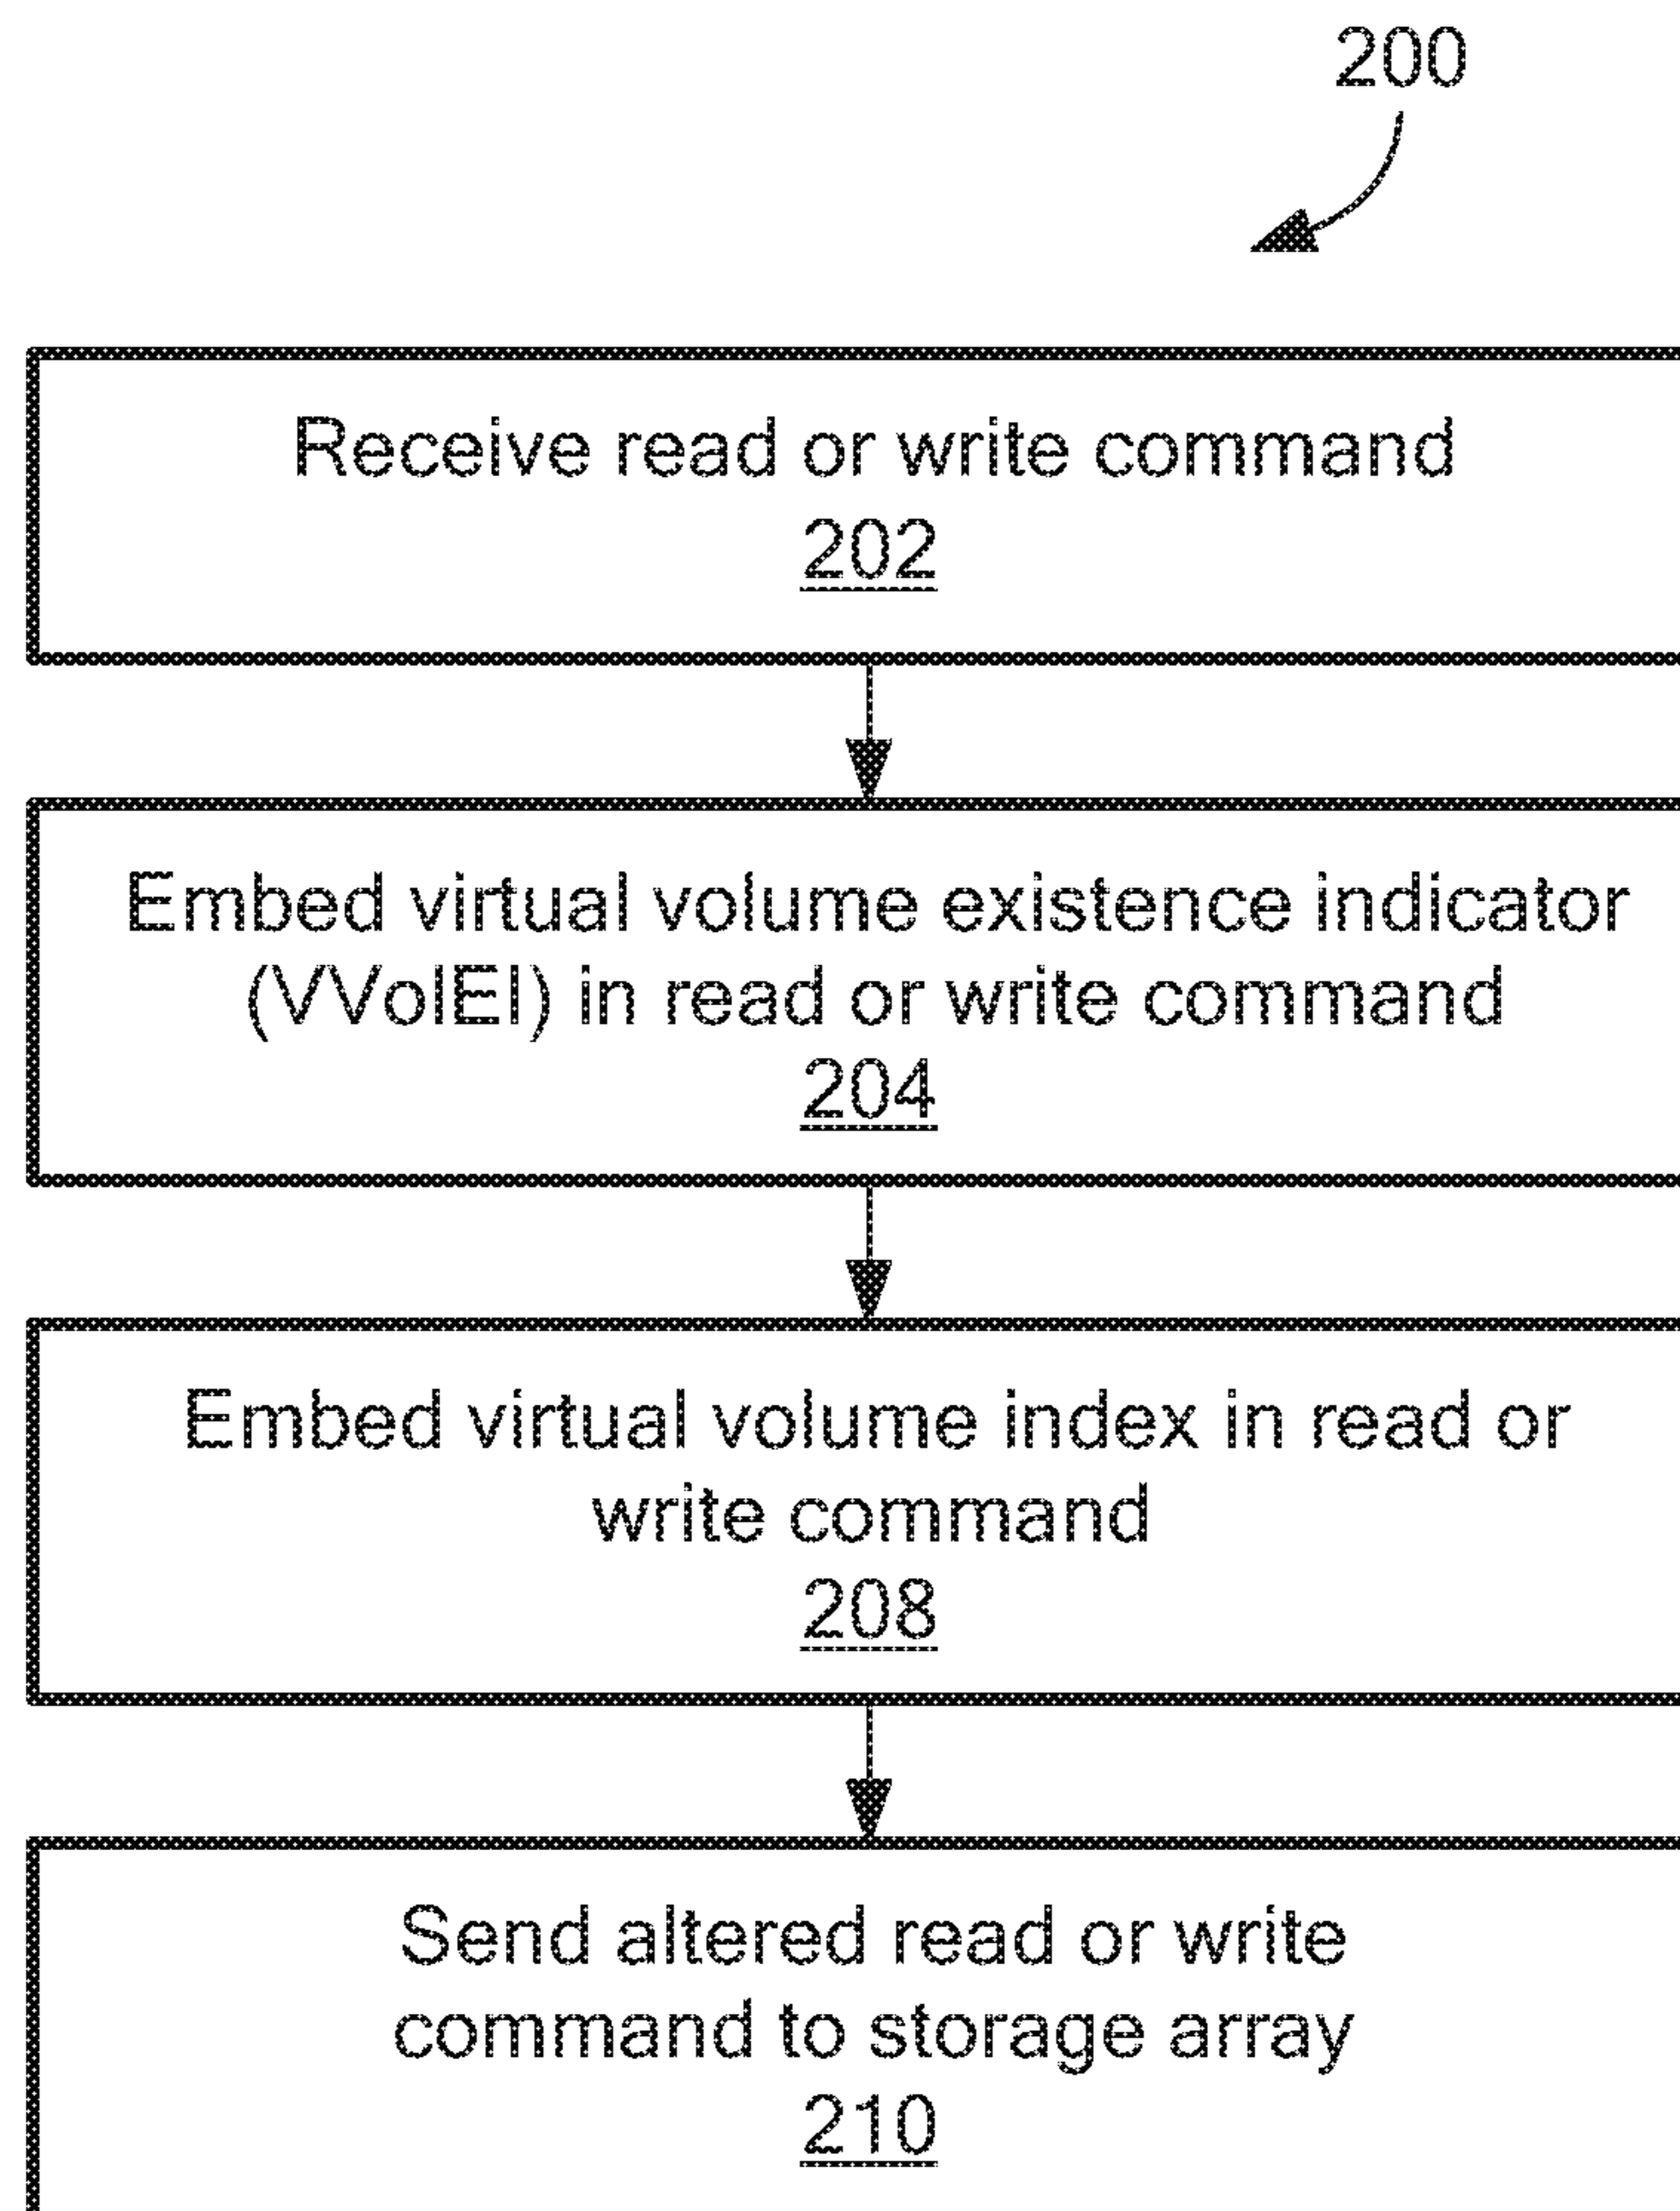 200
Receive read or write command
202
Embed virtual volume existence indicator
(VVolEI) in read or write command
204
Embed virtual volume index in read or
write command
208
Send altered read or write
command to storage array
210